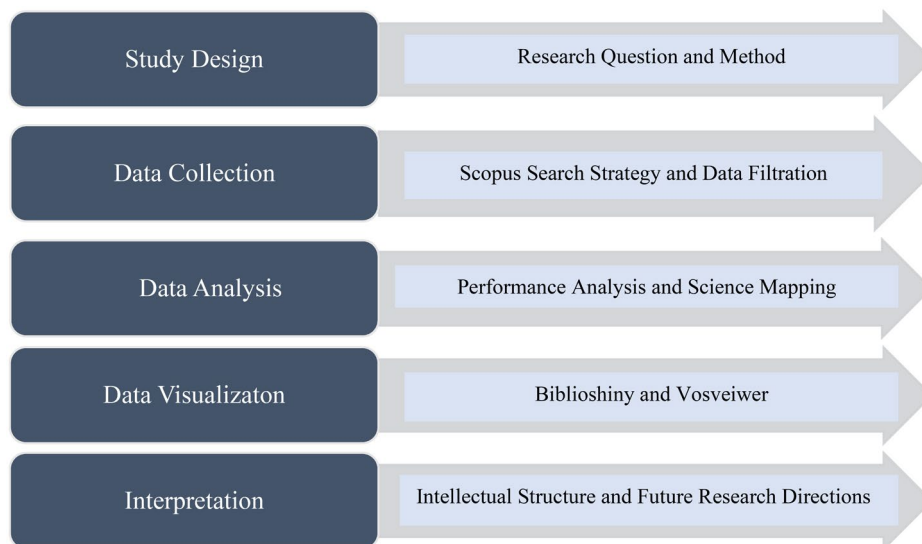 Study Design
Research Question and Method
Data Collection
Scopus Search Strategy and Data Filtration
Data Analysis
Performance Analysis and Science Mapping
Data Visualizaton
Biblioshiny and Vosveiwer
Interpretation
Intellectual Structure and Future Research Directions